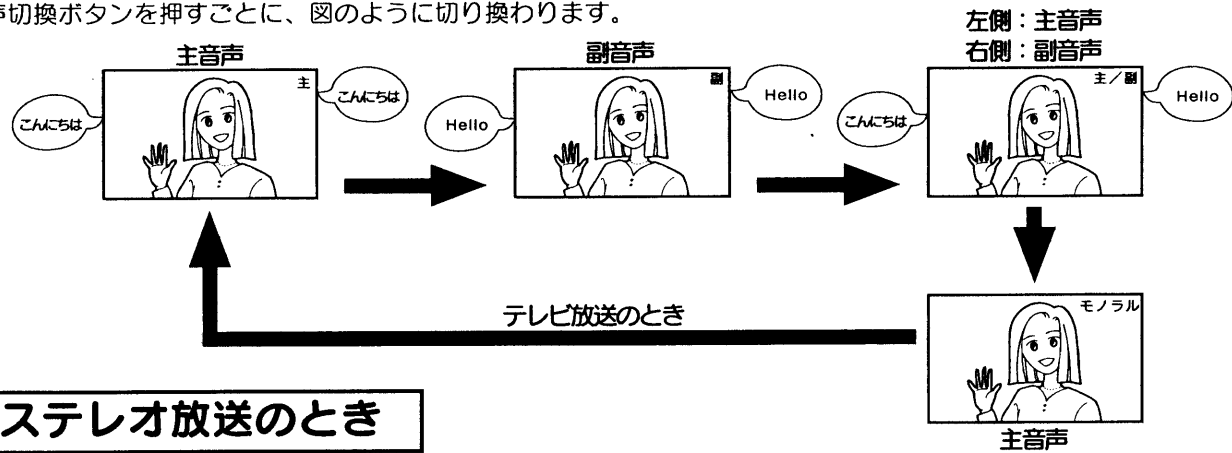 声切換ボタンを押すごとに、図のように切り換わります。
主音声
主
こんにちは
こんにちは
副音声
副
Hello
Hello
左側：主音声
右側：副音声
主／副
こんにちは
Hello
モノラル
主音声
テレビ放送のとき
ステレオ放送のとき